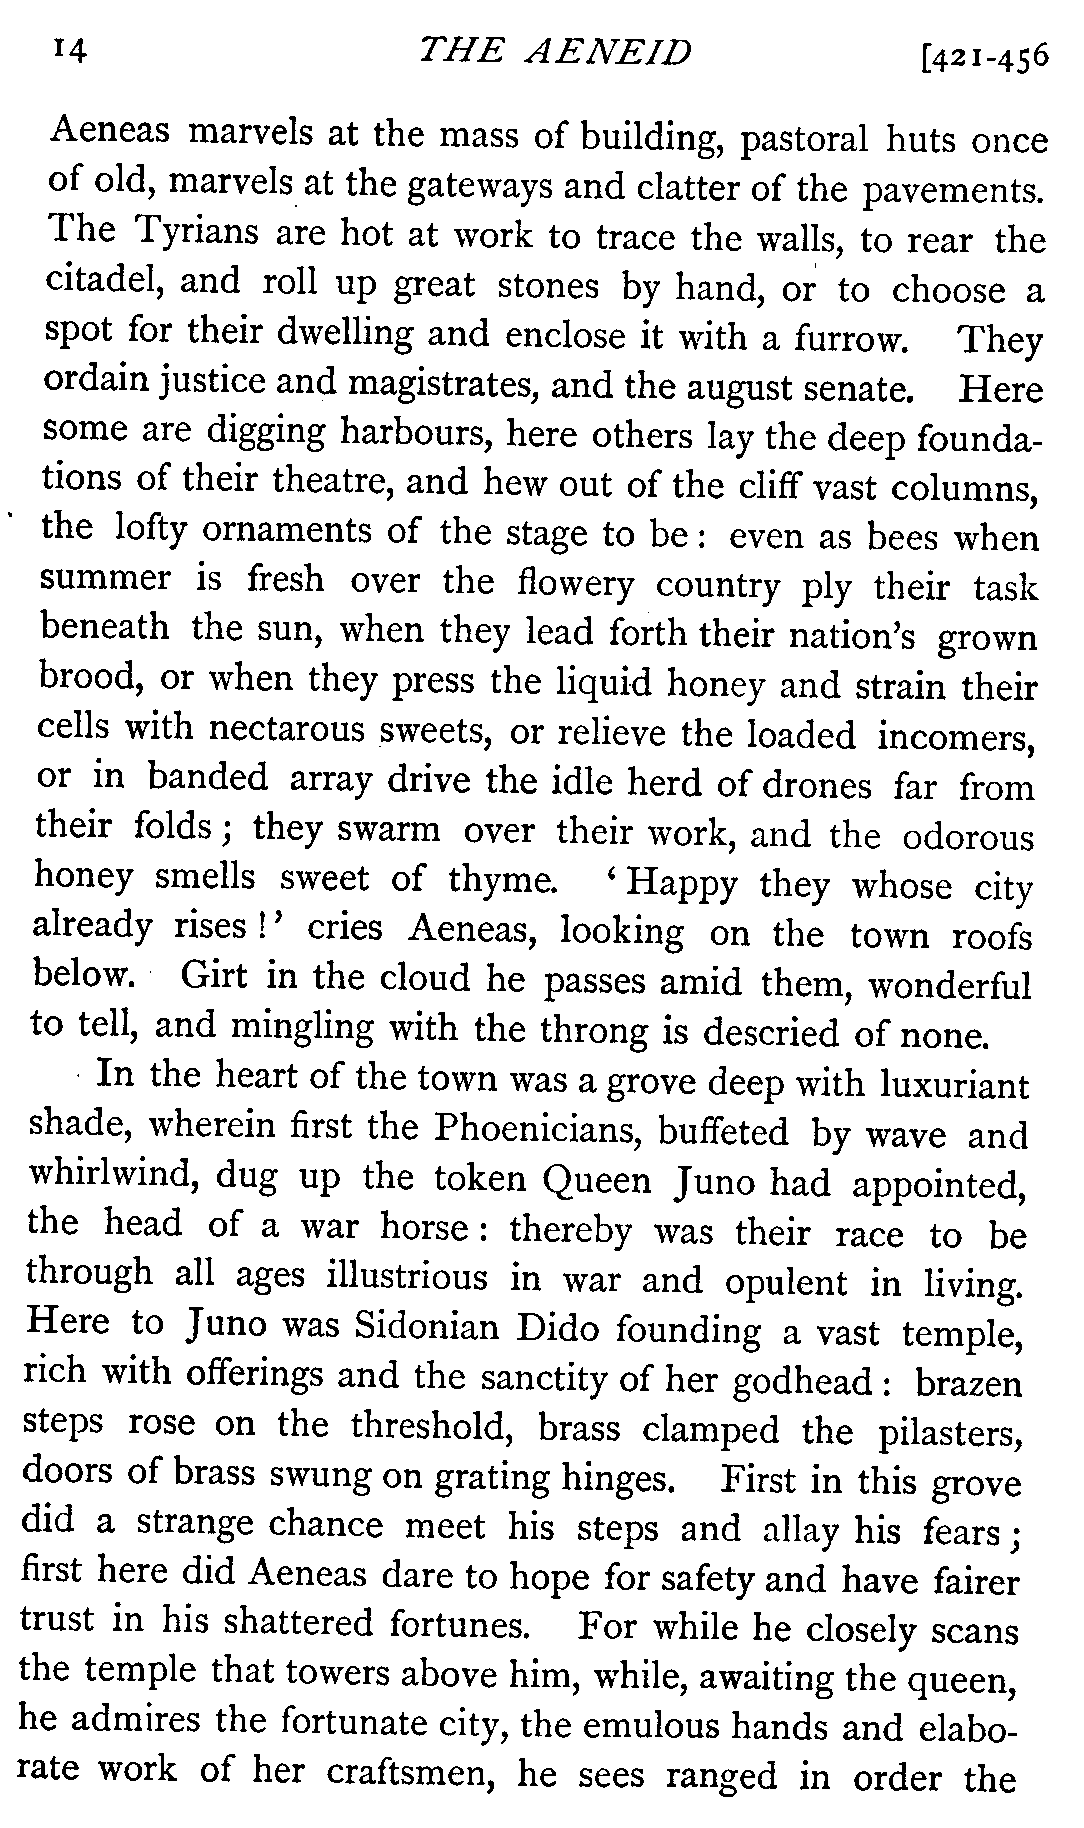 14 THE AENEID [421-456
Aeneas marvels at the mass of building, pastoral huts once
of old, marvels at the gateways and clatter of the pavements.
The Tyrians are hot at work to trace the walls, to rear the
citadel, and roll up great stones by hand, or to choose a
spot for their dwelling and enclose it with a furrow. They
ordain justice and magistrates, and the august senate. Here
some are digging harbours, here others lay the deep founda-
tions of their theatre, and hew out of the cliff vast columns,
the lofty ornaments of the stage to be : even as bees when
summer is fresh over the flowery country ply their task
beneath the sun, when they lead forth their nation's grown
brood, or when they press the liquid honey and strain their
cells with nectarous sweets, or relieve the loaded incomers,
or in banded array drive the idle herd of drones far from
their folds ; they swarm over their work, and the odorous
honey smells sweet of thyme. ‘ Happy they whose city
already rises !’ cries Aeneas, looking on the town roofs
below. Girt in the cloud he passes amid them, wonderful
to tell, and mingling with the throng is descried of none.
In the heart of the town was a grove deep with luxuriant
shade, wherein first the Phoenicians, buffeted by wave and
whirlwind, dug up the token Queen Juno had appointed,
the head of a war horse : thereby was their race to be
through all ages illustrious in war and opulent in living.
Here to Juno was Sidonian Dido founding a vast temple,
rich with offerings and the sanctity of her godhead : brazen
steps rose on the threshold, brass clamped the pilasters,
doors of brass swung on grating hinges. First in this grove
did a strange chance meet his steps and allay his fears ;
first here did Aeneas dare to hope for safety and have fairer
trust in his shattered fortunes. For while he closely scans
the temple that towers above him, while, awaiting the queen,
he admires the fortunate city, the emulous hands and elabo-
rate work of her craftsmen, he sees ranged in order the